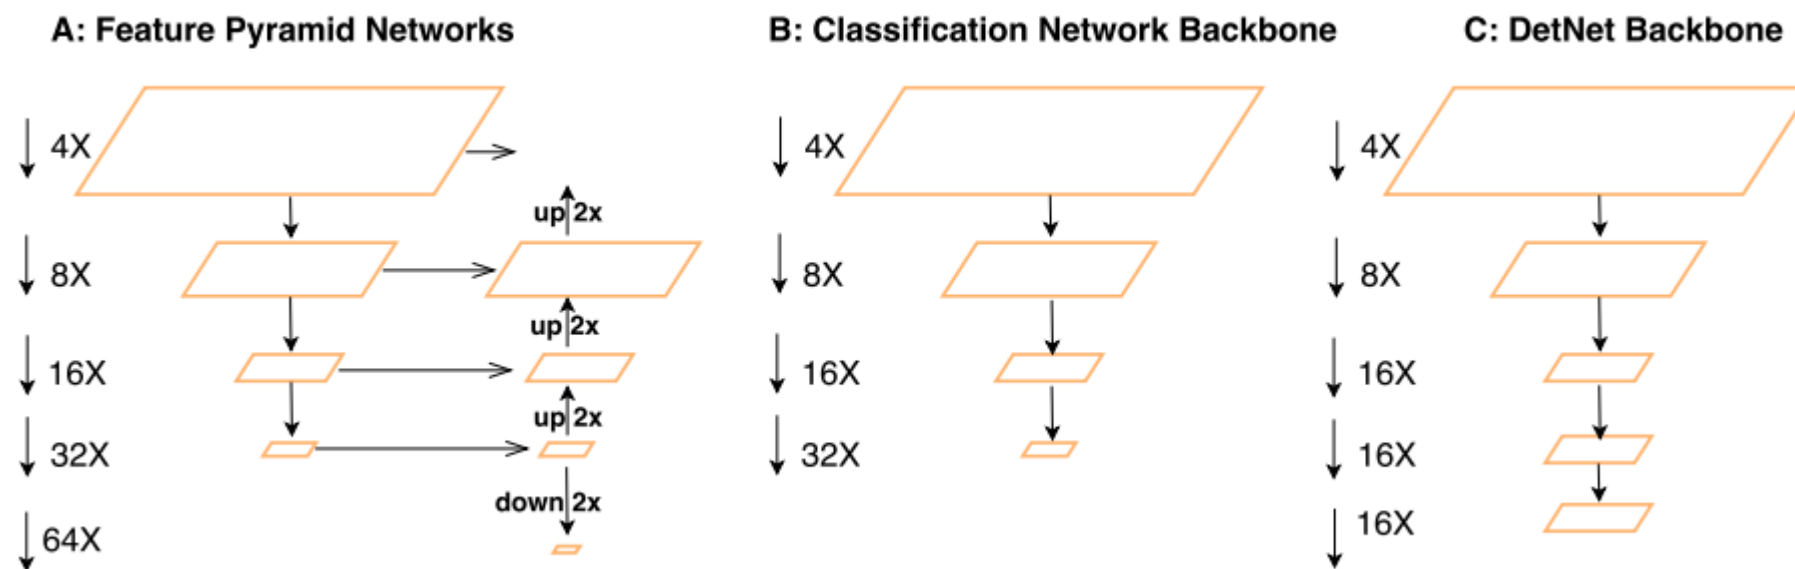 A: Feature Pyramid Networks
4X
up 2x
8X
up 2x
16X
up 2x
32X
down 2x
64X
B: Classification Network Backbone
4X
8X
16X
32X
C: DetNet Backbone
4X
8X
16X
16X
16X